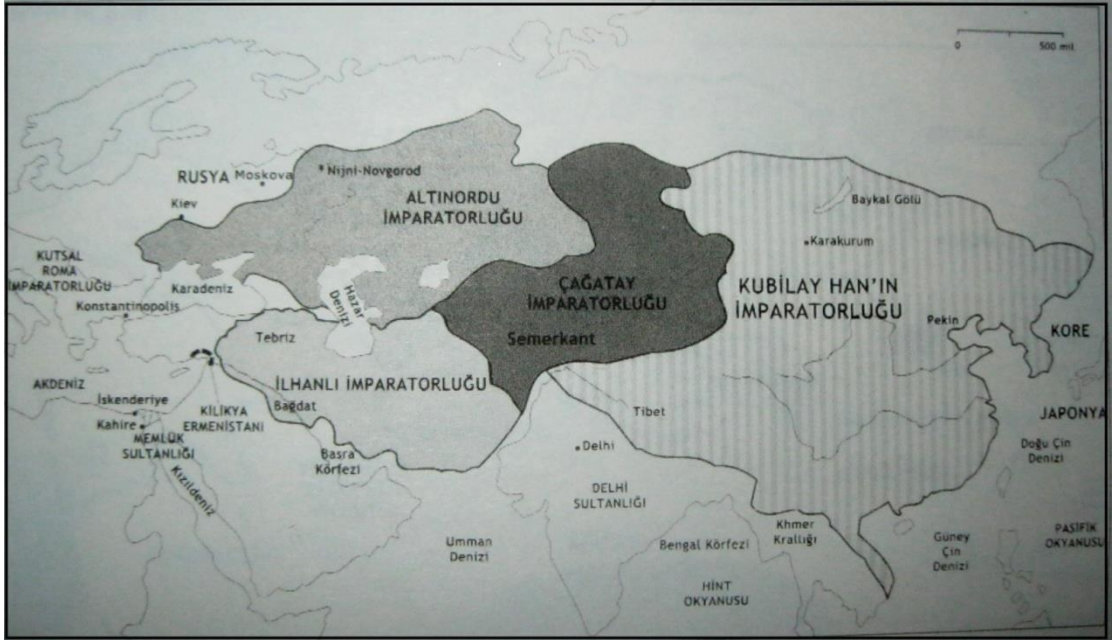 0 500 mil
RUSYA
Moskova
Nijni-Novgorod
Kiev
ALTINORDU
İMPARATORLUĞU
Baykal Gölü
Karakurum
KUTSAL
ROMA
İMPARATORLUĞU
Karadeniz
Konstantinopolis
Hazar
Denizi
ÇAĞATAY
İMPARATORLUĞU
KUBİLAY HAN'IN
İMPARATORLUĞU
Pekin
KORE
Tebriz
Semerkant
AKDENİZ
İLHANLI İMPARATORLUĞU
İskenderiye
Kahire
KİLİKYA
ERMENİSTANI
Bağdat
Tibet
JAPONYA
MEMLÜK
SULTANLIĞI
Basra
Körfezi
Delhi
Doğu Çin
Denizi
Kızıldeniz
DELHİ
SULTANLIĞI
Umman
Denizi
Bengal Körfezi
Khmer
Krallığı
Güney
Çin
Denizi
PASİFİK
OKYANUSU
HİNT
OKYANUSU